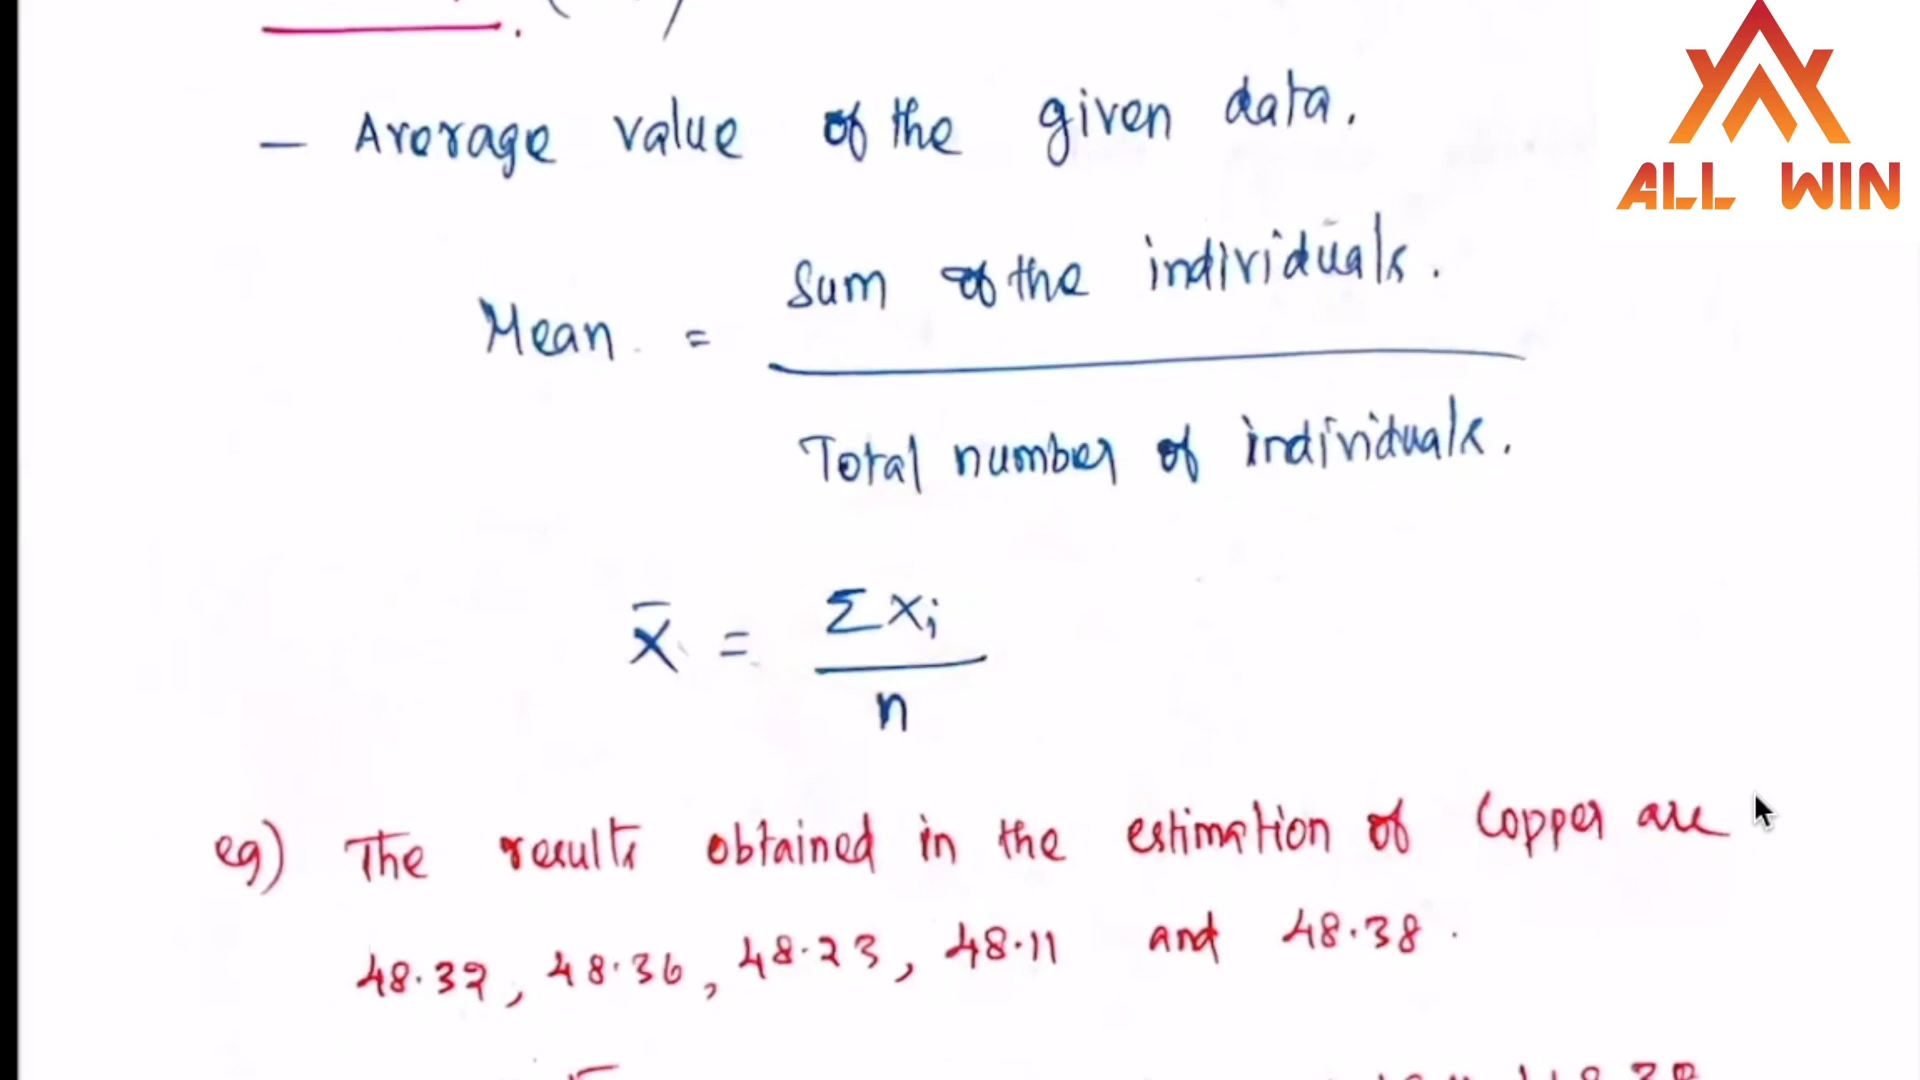 - Average value of the given data.
ALL WIN
Mean = Sum of the individuals.
Total number of individuals.
x̄ = Σxi
n
eg) The results obtained in the estimation of Copper are
48.32, 48.36, 48.23, 48.11 and 48.38.